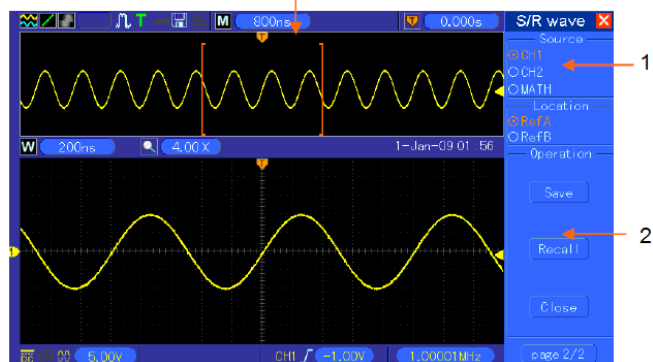 T M 800ns T 0.000s S/R wave
Source
CH1
CH2
MATH
1
Location
RefA
RefB
W 200ns 4.00X 1-Jan-09 01:56
Operation
Save
Recall
2
Close
DC 5.00V CH1 -1.00V 1.00001MHz page 2/2